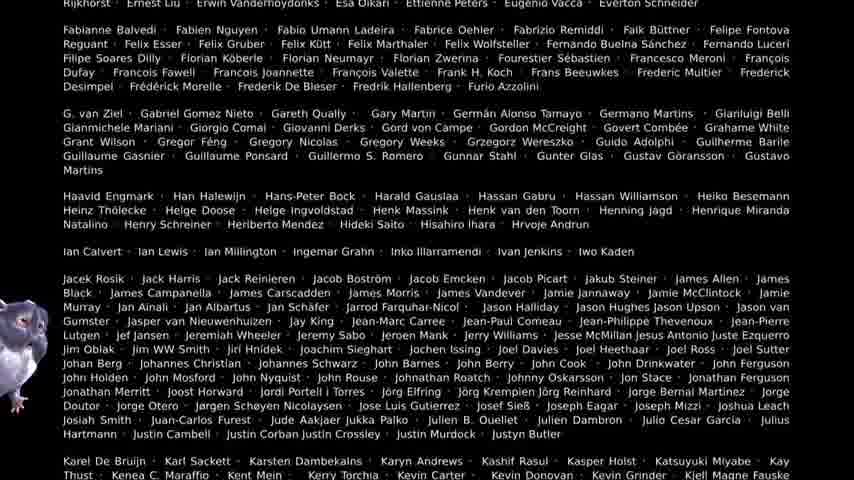 Rijkhorst · Ernest Liu · Erwin Vanderhoydonks · Esa Oikari · Ettienne Peters · Eugenio Vacca · Everton Schneider
Fabianne Balvedi · Fabien Nguyen · Fabio Umann Ladeira · Fabrice Oehler · Fabrizio Remiddi · Faik Büttner · Felipe Fontova
Reguant · Felix Esser · Felix Gruber · Felix Kütt · Felix Marthaler · Felix Wolfsteller · Fernando Buelna Sánchez · Fernando Luceri
Filipe Soares Dilly · Florian Köberle · Florian Neumayr · Florian Zwerina · Fourestier Sébastien · Francesco Meroni · François
Dufay · Francois Fawell · Francois Joannette · François Valette · Frank H. Koch · Frans Beeuwkes · Frederic Multier · Frederick
Desimpel · Frédérick Morelle · Frederik De Bleser · Fredrik Hallenberg · Furio Azzolini
G. van Ziel · Gabriel Gomez Nieto · Gareth Qually · Gary Martin · Germán Alonso Tamayo · Germano Martins · Gianluigi Belli
Gianmichele Mariani · Giorgio Comai · Giovanni Derks · Gord von Campe · Gordon McCreight · Govert Combée · Grahame White
Grant Wilson · Gregor Féng · Gregory Nicolas · Gregory Weeks · Grzegorz Wereszko · Guido Adolphi · Guilherme Barile
Guillaume Gasnier · Guillaume Ponsard · Guillermo S. Romero · Gunnar Stahl · Gunter Glas · Gustav Göransson · Gustavo
Martins
Haavid Engmark · Han Halewijn · Hans-Peter Bock · Harald Gauslaa · Hassan Gabru · Hassan Williamson · Heiko Besemann
Heinz Thölecke · Helge Doose · Helge Ingvoldstad · Henk Massink · Henk van den Toorn · Henning Jagd · Henrique Miranda
Natalino · Henry Schreiner · Heriberto Mendez · Hideki Saito · Hisahiro Ihara · Hrvoje Andrun
Ian Calvert · Ian Lewis · Ian Millington · Ingemar Grahn · Inko Illarramendi · Ivan Jenkins · Iwo Kaden
Jacek Rosik · Jack Harris · Jack Reinieren · Jacob Boström · Jacob Emcken · Jacob Picart · Jakub Steiner · James Allen · James
Black · James Campanella · James Carscadden · James Morris · James Vandever · Jamie Jannaway · Jamie McClintock · Jamie
Murray · Jan Ainali · Jan Albartus · Jan Schäfer · Jarrod Farquhar-Nicol · Jason Halliday · Jason Hughes Jason Upson · Jason van
Gumster · Jasper van Nieuwenhuizen · Jay King · Jean-Marc Carree · Jean-Paul Comeau · Jean-Philippe Thevenoux · Jean-Pierre
Lutgen · Jef Jansen · Jeremiah Wheeler · Jeremy Sabo · Jeroen Mank · Jerry Williams · Jesse McMillan Jesus Antonio Juste Ezquerro
Jim Oblak · Jim WW Smith · Jiří Hnídek · Joachim Sieghart · Jochen Issing · Joel Davies · Joel Heethaar · Joel Ross · Joel Sutter
Johan Berg · Johannes Christian · Johannes Schwarz · John Barnes · John Berry · John Cook · John Drinkwater · John Ferguson
John Holden · John Mosford · John Nyquist · John Rouse · Johnathan Roatch · Johnny Oskarsson · Jon Stace · Jonathan Ferguson
Jonathan Merritt · Joost Horward · Jordi Portell i Torres · Jörg Elfring · Jörg Krempien Jörg Reinhard · Jorge Bernal Martinez · Jorge
Doutor · Jorge Otero · Jørgen Schøyen Nicolaysen · Jose Luis Gutierrez · Josef Sieß · Joseph Eagar · Joseph Mizzi · Joshua Leach
Josiah Smith · Juan-Carlos Furest · Jude Aakjaer Jukka Palko · Julien B. Ouellet · Julien Dambron · Julio Cesar Garcia · Julius
Hartmann · Justin Cambell · Justin Corban Justin Crossley · Justin Murdock · Justyn Butler
Karel De Bruijn · Karl Sackett · Karsten Dambekalns · Karyn Andrews · Kashif Rasul · Kasper Holst · Katsuyuki Miyabe · Kay
Thust · Kenea C. Maraffio · Kent Mein · Kerry Torchia · Kevin Carter · Kevin Donovan · Kevin Grinder · Kjell Magne Fauske